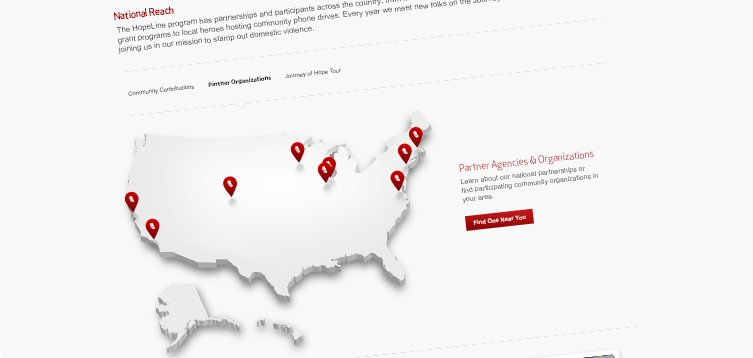 National Reach
The HopeLine program has partnerships and participants across the country, from
grant programs to local heroes hosting community phone drives. Every year we meet new folks on the Journey
joining us in our mission to stamp out domestic violence.
Community Contributions
Partner Organizations
Journey of Hope Tour
Partner Agencies & Organizations
Learn about our national partnerships or
find participating community organizations in
your area.
Find One Near You